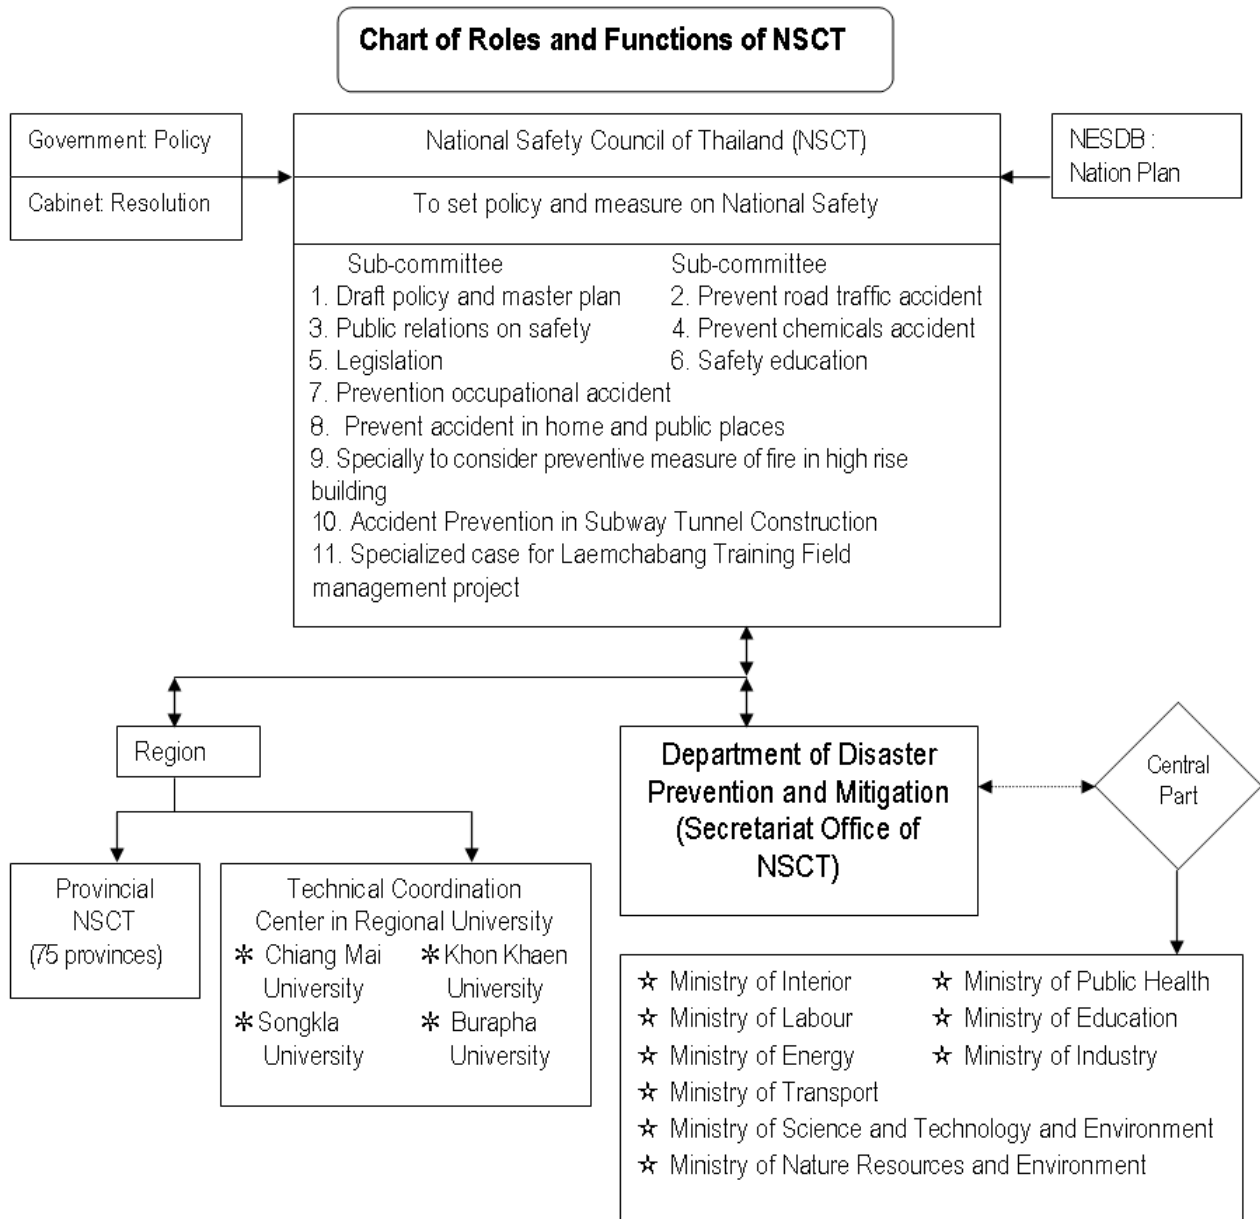 Chart of Roles and Functions of NSCT
Government: Policy
Cabinet: Resolution
National Safety Council of Thailand (NSCT)
To set policy and measure on National Safety
NESDB :
Nation Plan
Sub-committee Sub-committee
1. Draft policy and master plan 2. Prevent road traffic accident
3. Public relations on safety 4. Prevent chemicals accident
5. Legislation 6. Safety education
7. Prevention occupational accident
8. Prevent accident in home and public places
9. Specially to consider preventive measure of fire in high rise
building
10. Accident Prevention in Subway Tunnel Construction
11. Specialized case for Laemchabang Training Field
management project
Region
Department of Disaster
Prevention and Mitigation
(Secretariat Office of
NSCT)
Central
Part
Provincial
NSCT
(75 provinces)
Technical Coordination
Center in Regional University
* Chiang Mai * Khon Khaen
University University
* Songkla * Burapha
University University
☆ Ministry of Interior ☆ Ministry of Public Health
☆ Ministry of Labour ☆ Ministry of Education
☆ Ministry of Energy ☆ Ministry of Industry
☆ Ministry of Transport
☆ Ministry of Science and Technology and Environment
☆ Ministry of Nature Resources and Environment